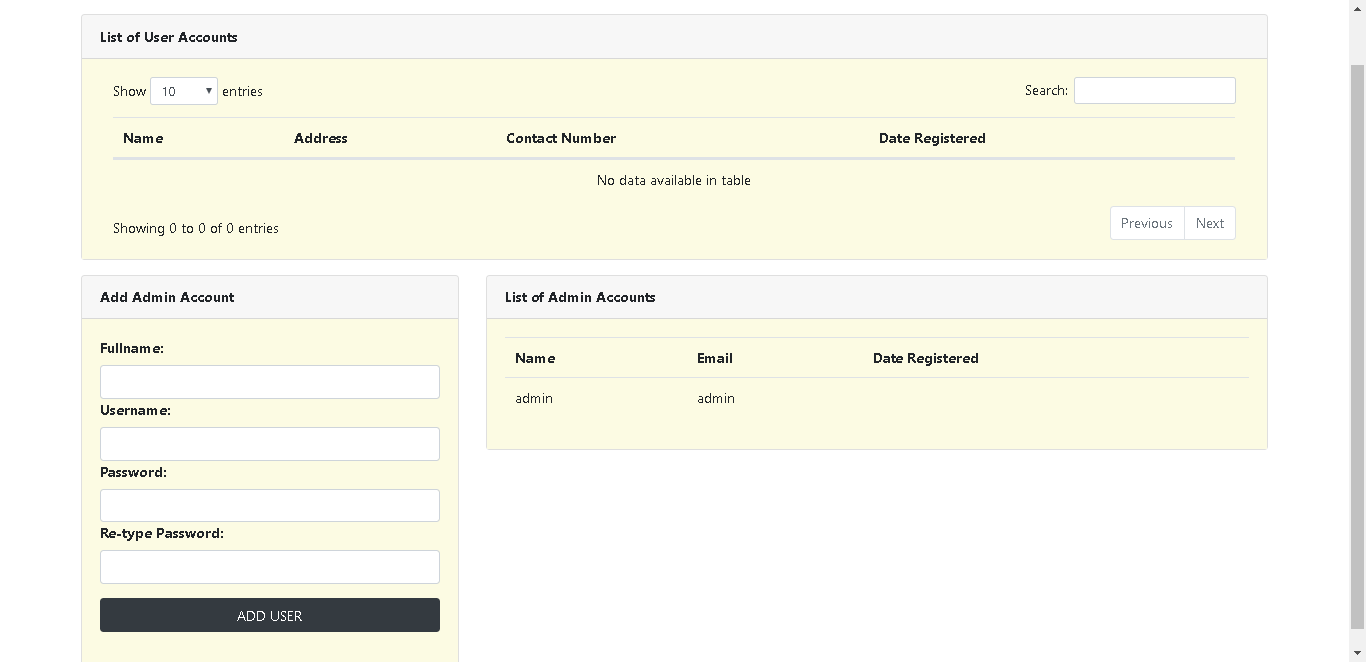 List of User Accounts
Show 10 entries Search:
Name Address Contact Number Date Registered
No data available in table
Showing 0 to 0 of 0 entries Previous Next
Add Admin Account
Fullname:
Username:
Password:
Re-type Password:
ADD USER
List of Admin Accounts
Name Email Date Registered
admin admin